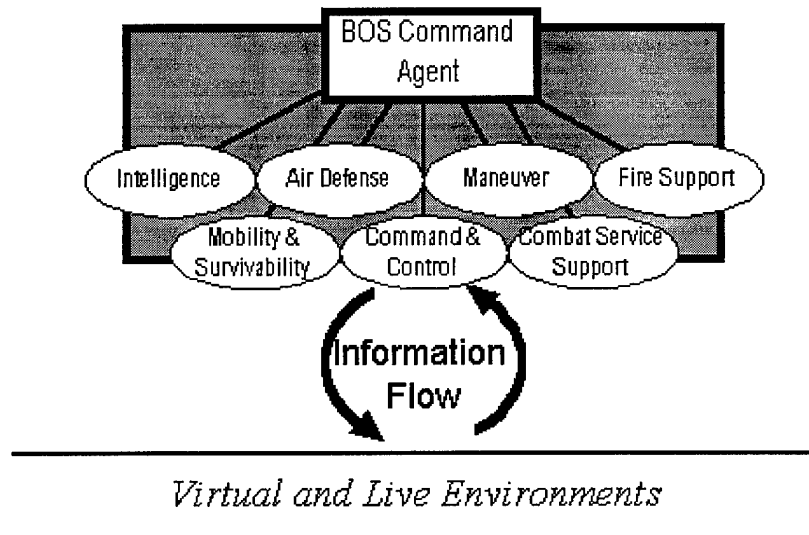 BOS Command
Agent
Intelligence
Air Defense
Maneuver
Fire Support
Mobility &
Survivability
Command &
Control
Combat Service
Support
Information
Flow
Virtual and Live Environments